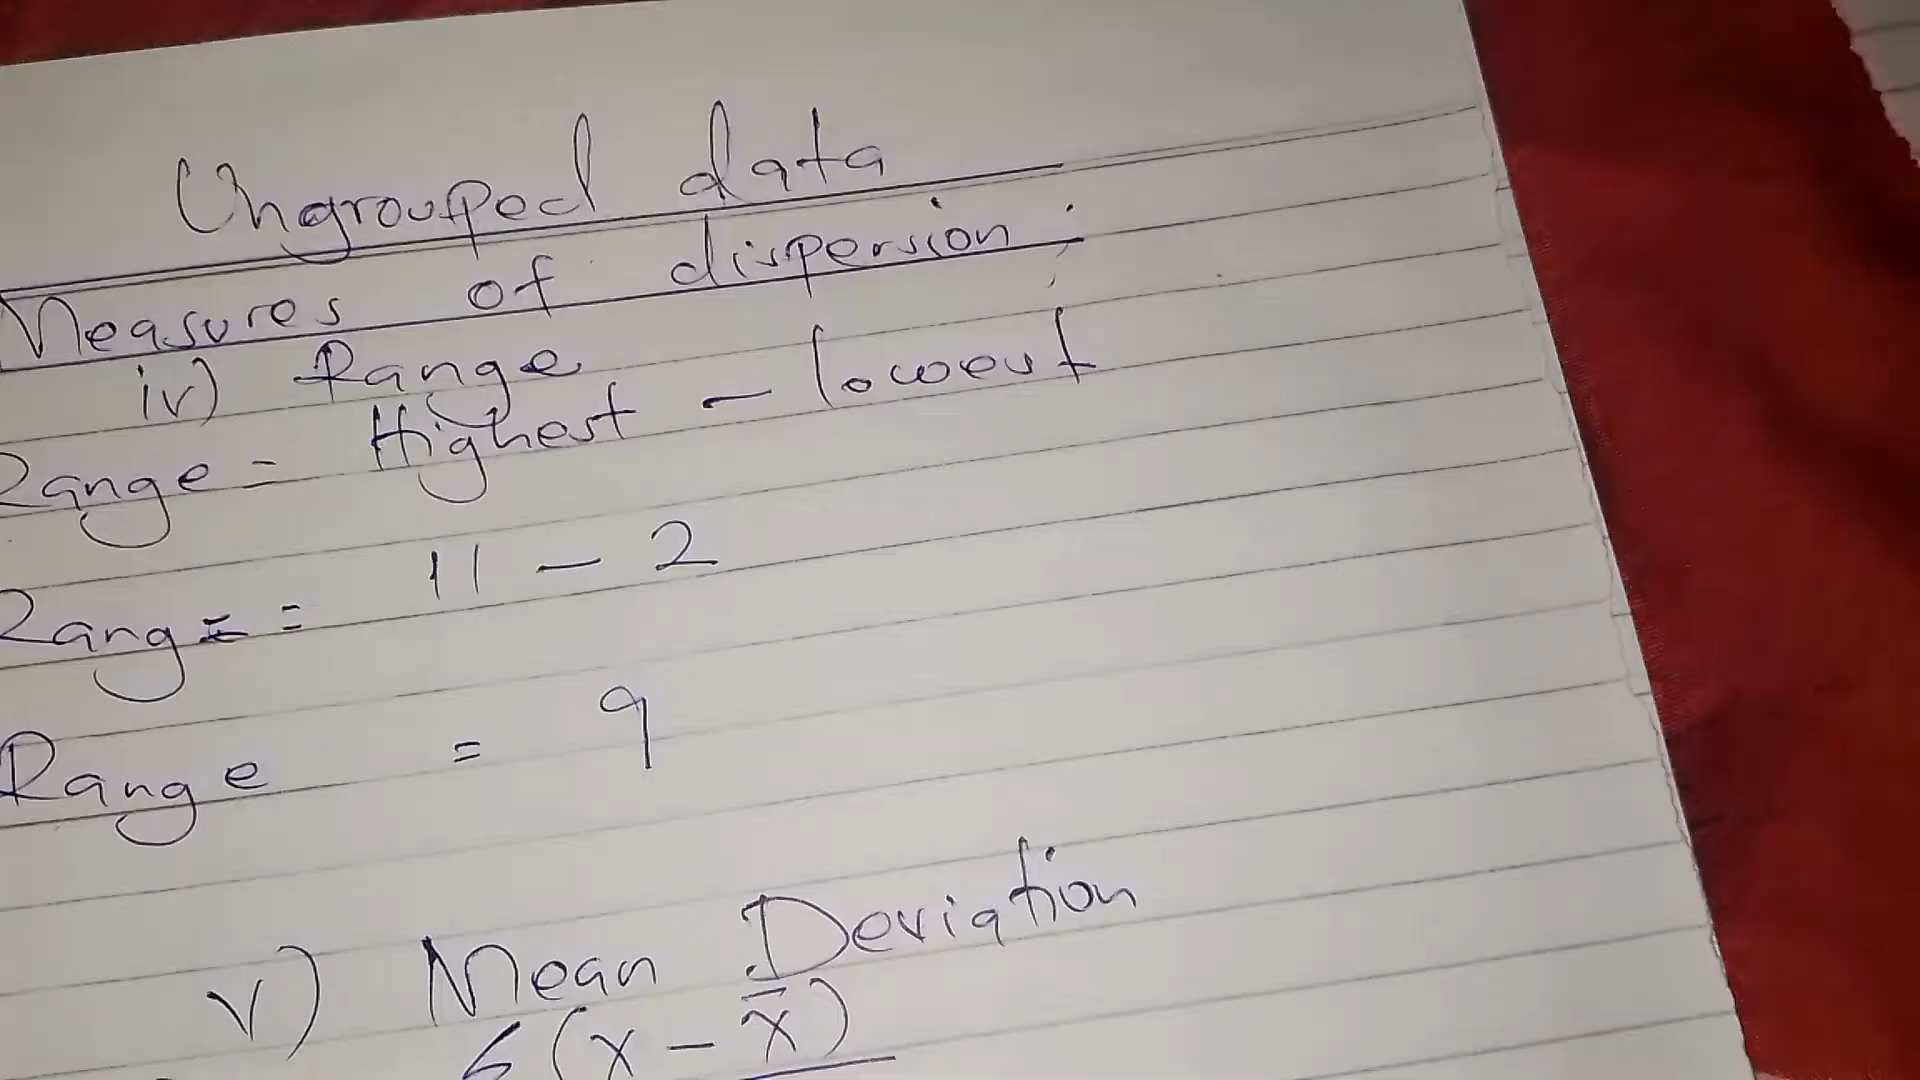 Ungrouped data
Measures of dispersion:
iv) Range
Range = Highest - lowest
Range = 11 - 2
Range = 9
v) Mean Deviation
Σ(x - x̄)